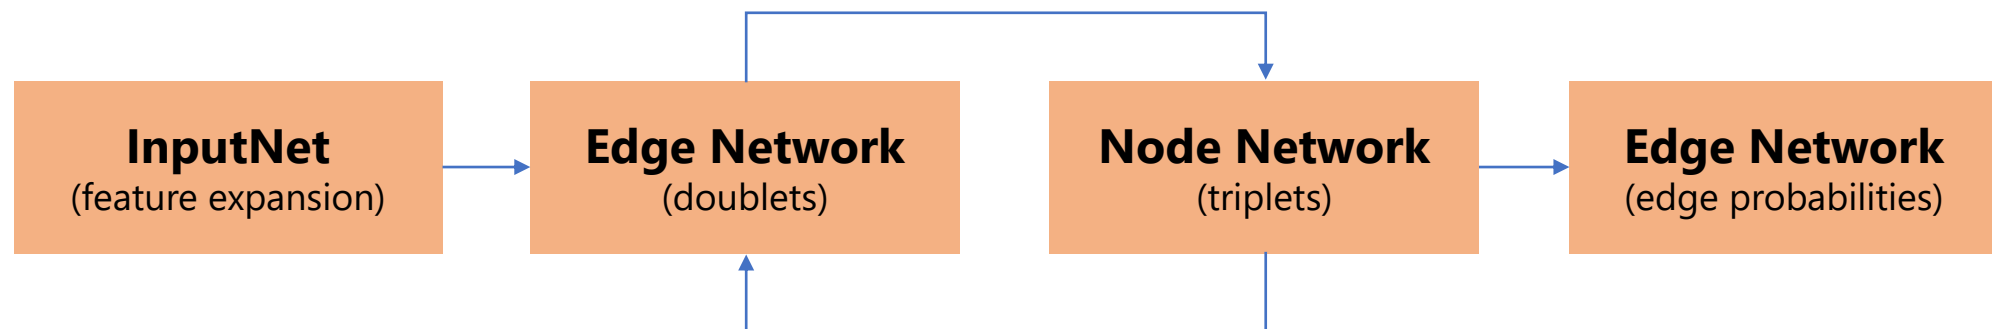 InputNet
(feature expansion)
Edge Network
(doublets)
Node Network
(triplets)
Edge Network
(edge probabilities)